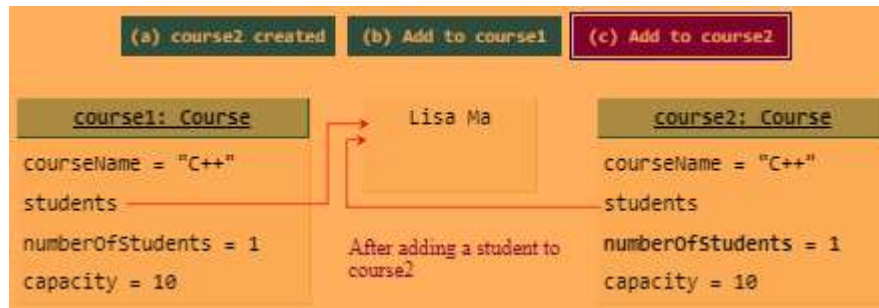 (a) course2 created
(b) Add to course1
(c) Add to course2
course1: Course
courseName = "C++"
students
numberOfStudents = 1
capacity = 10
Lisa Ma
After adding a student to
course2
course2: Course
courseName = "C++"
students
numberOfStudents = 1
capacity = 10